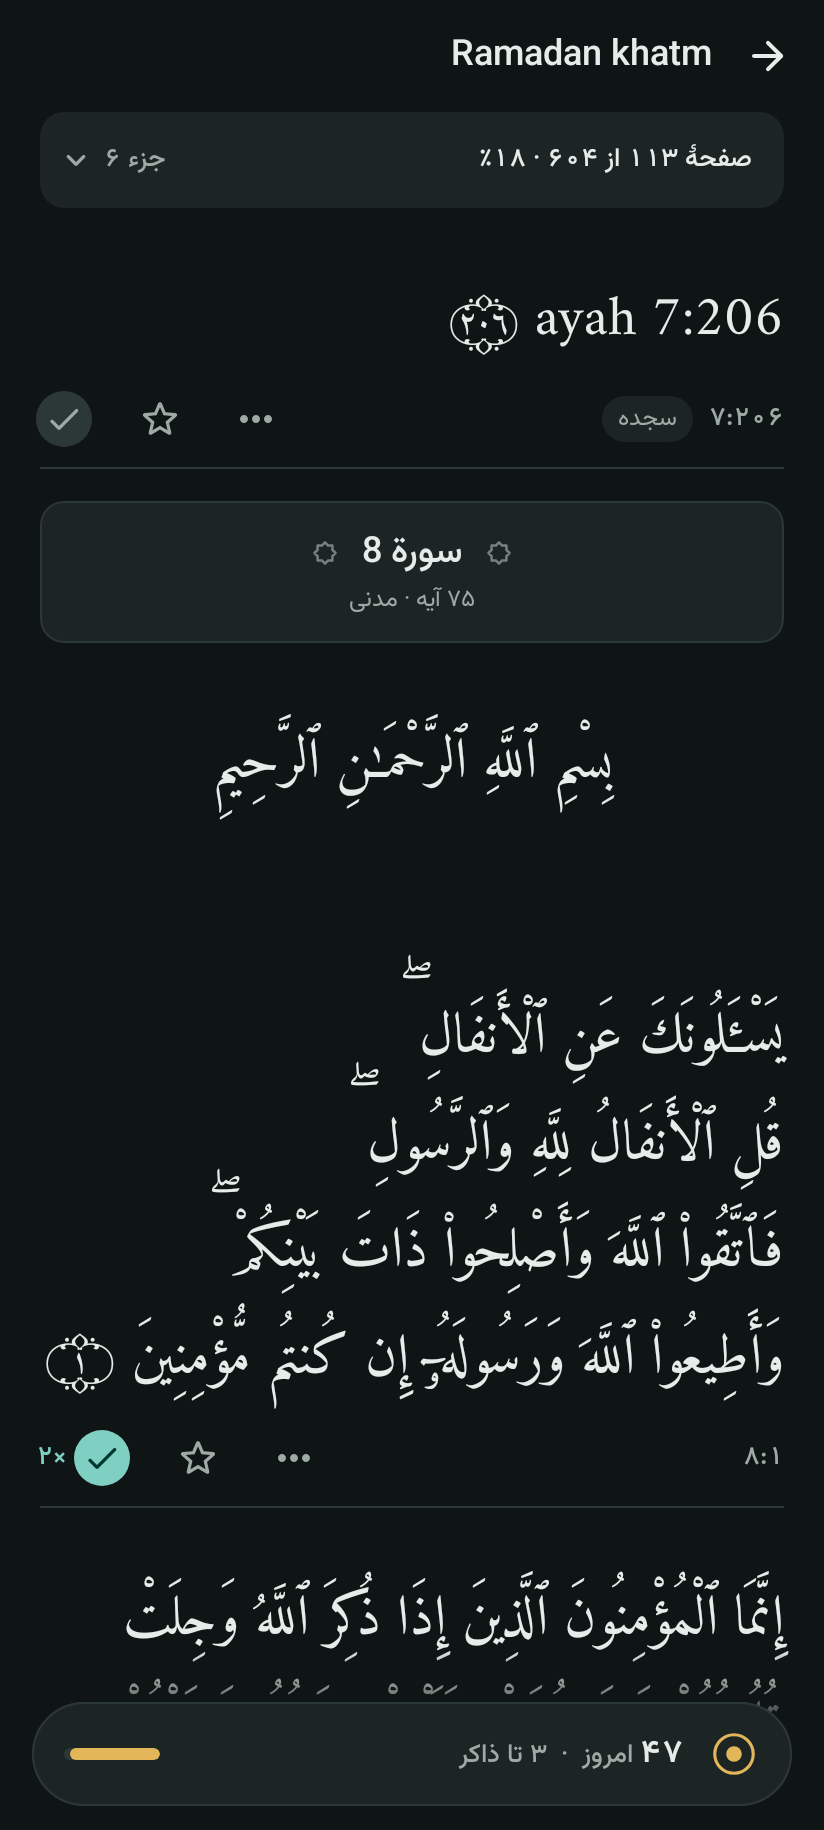 Ramadan khatm
صفحهٔ ۱۱۳ از ۶۰۴ · ۱۸٪ جزء ۶
ayah 7:206 ٢٠٦
۷:۲۰۶ سجده
سورة 8
۷۵ آیه · مدنی
بِسْمِ ٱللَّهِ ٱلرَّحْمَـٰنِ ٱلرَّحِيمِ
يَسْـَٔلُونَكَ عَنِ ٱلْأَنفَالِ ۖ
قُلِ ٱلْأَنفَالُ لِلَّهِ وَٱلرَّسُولِ ۖ
فَٱتَّقُوا۟ ٱللَّهَ وَأَصْلِحُوا۟ ذَاتَ بَيْنِكُمْ ۖ
وَأَطِيعُوا۟ ٱللَّهَ وَرَسُولَهُۥٓ إِن كُنتُم مُّؤْمِنِينَ ١
۸:۱ ۲×
إِنَّمَا ٱلْمُؤْمِنُونَ ٱلَّذِينَ إِذَا ذُكِرَ ٱللَّهُ وَجِلَتْ
۴۷ امروز · ۳ تا ذاکر